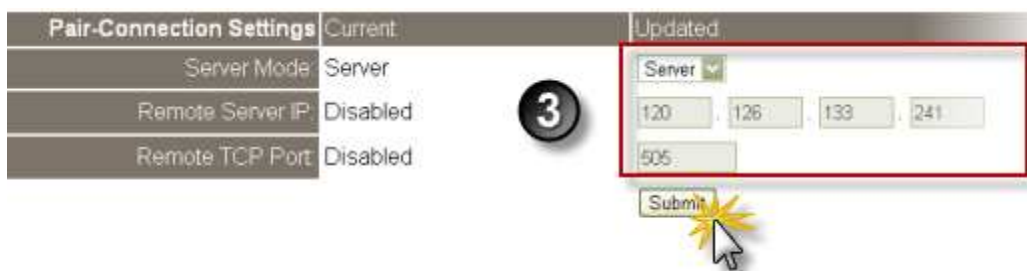 Pair-Connection Settings Current Updated
Server Mode: Server Server
Remote Server IP: Disabled 120 . 126 . 133 . 241
3
Remote TCP Port: Disabled 505
Submit